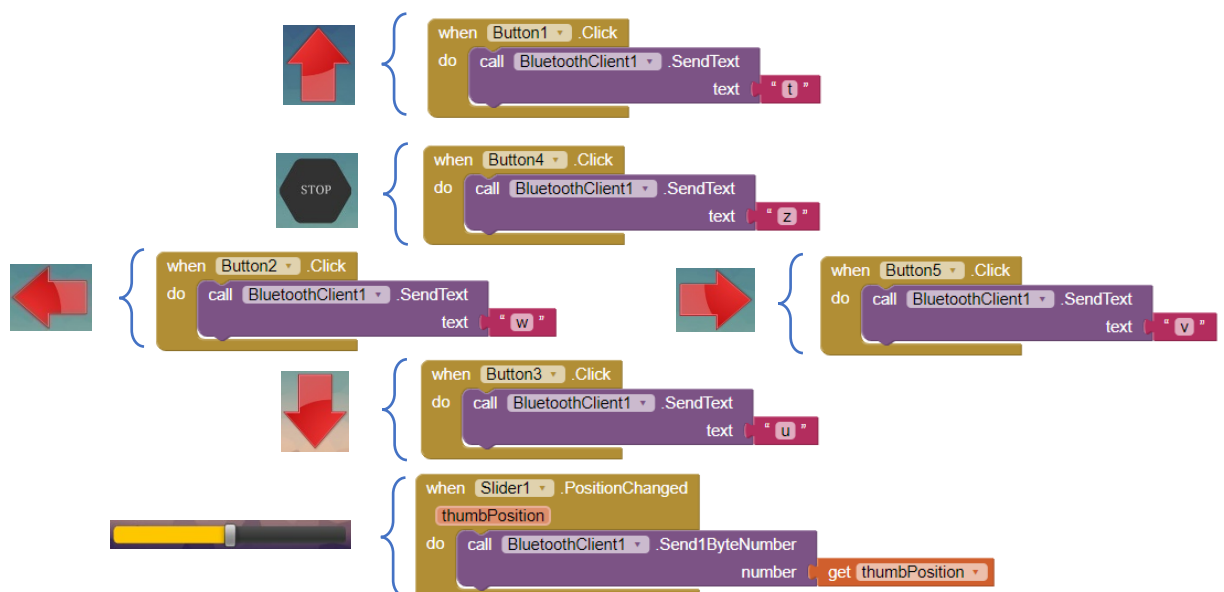 when Button1 .Click
do call BluetoothClient1 .SendText
text " t "
STOP
when Button4 .Click
do call BluetoothClient1 .SendText
text " z "
when Button2 .Click
do call BluetoothClient1 .SendText
text " w "
when Button5 .Click
do call BluetoothClient1 .SendText
text " v "
when Button3 .Click
do call BluetoothClient1 .SendText
text " u "
when Slider1 .PositionChanged
thumbPosition
do call BluetoothClient1 .Send1ByteNumber
number get thumbPosition